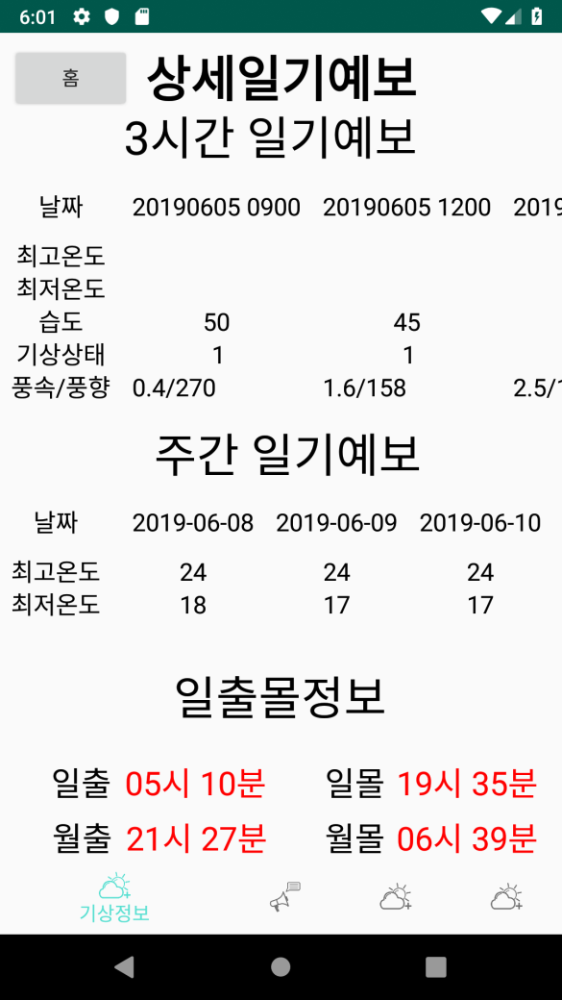 6:01
홈
상세일기예보
3시간 일기예보
날짜 20190605 0900 20190605 1200 2019
최고온도
최저온도
습도 50 45
기상상태 1 1
풍속/풍향 0.4/270 1.6/158 2.5/
주간 일기예보
날짜 2019-06-08 2019-06-09 2019-06-10
최고온도 24 24 24
최저온도 18 17 17
일출몰정보
일출 05시 10분 일몰 19시 35분
월출 21시 27분 월몰 06시 39분
기상정보